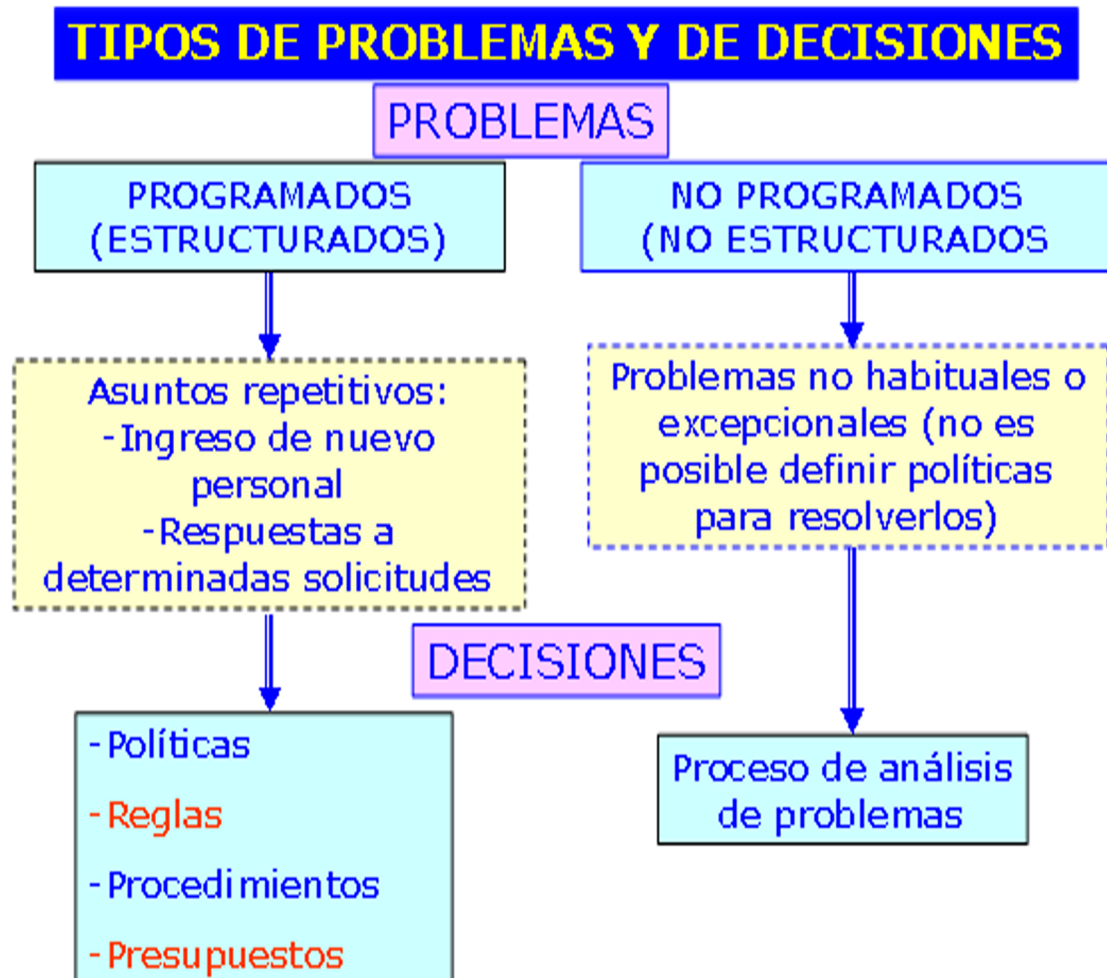 TIPOS DE PROBLEMAS Y DE DECISIONES
PROBLEMAS
PROGRAMADOS
(ESTRUCTURADOS)
NO PROGRAMADOS
(NO ESTRUCTURADOS
Asuntos repetitivos:
-Ingreso de nuevo
personal
-Respuestas a
determinadas solicitudes
Problemas no habituales o
excepcionales (no es
posible definir políticas
para resolverlos)
DECISIONES
-Políticas
-Reglas
-Procedimientos
-Presupuestos
Proceso de análisis
de problemas